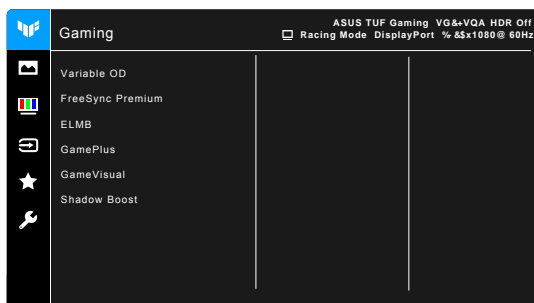 Gaming
ASUS TUF Gaming VG&+VQA HDR Off
Racing Mode DisplayPort % &$x1080@ 60Hz
Variable OD
FreeSync Premium
ELMB
GamePlus
GameVisual
Shadow Boost